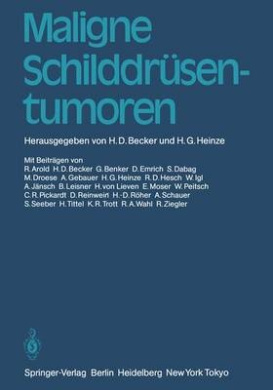 Maligne
Schilddrüsen-
tumoren
Herausgegeben von H.D. Becker und H.G. Heinze
Mit Beiträgen von
R. Arold H.D. Becker G. Benker D. Emrich S. Dabag
M. Droese A. Gebauer H.G. Heinze R.D. Hesch W. Igl
A. Jänsch B. Leisner H. von Lieven E. Moser W. Peitsch
C.R. Pickardt D. Reinwein H.-D. Röher A. Schauer
S. Seeber H. Tittel K.R. Trott R.A. Wahl R. Ziegler
Springer-Verlag Berlin Heidelberg New York Tokyo